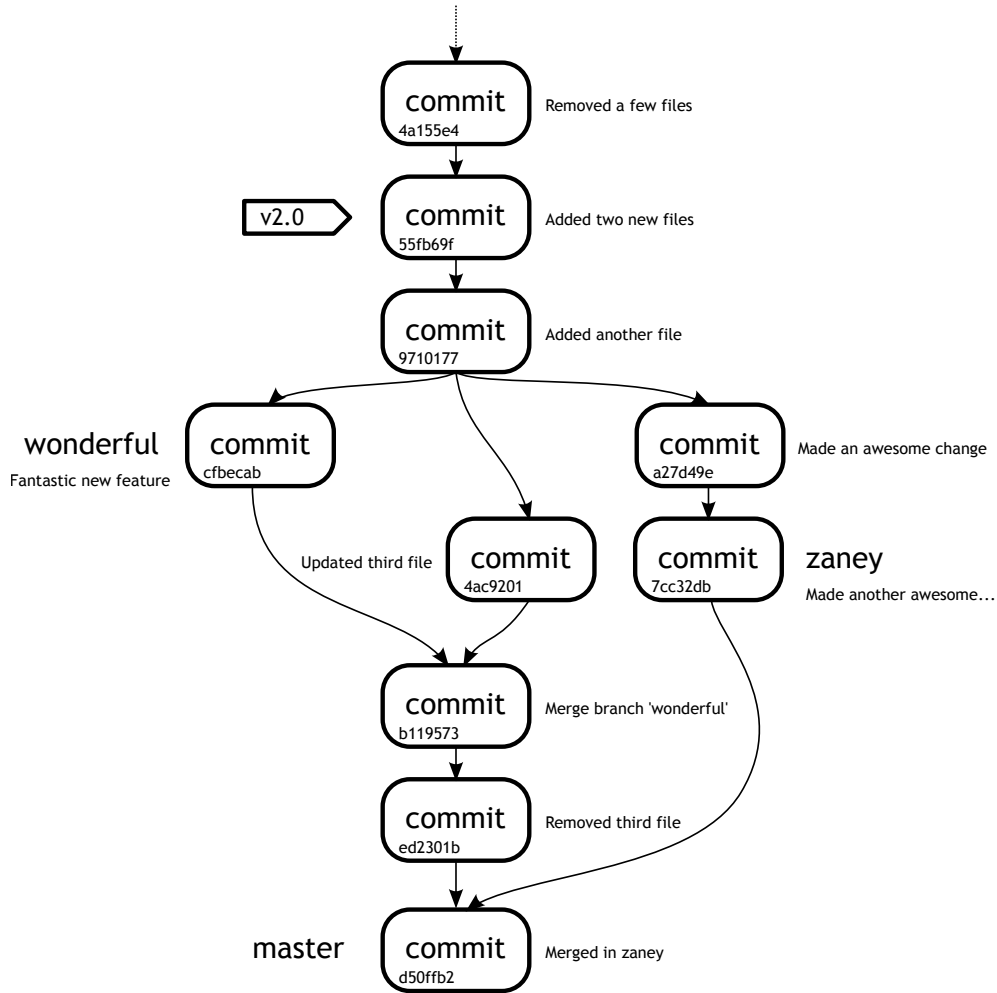 commit
4a155e4
Removed a few files
v2.0
commit
55fb69f
Added two new files
commit
9710177
Added another file
wonderful
Fantastic new feature
commit
cfbecab
commit
a27d49e
Made an awesome change
Updated third file
commit
4ac9201
commit
7cc32db
zaney
Made another awesome...
commit
b119573
Merge branch 'wonderful'
commit
ed2301b
Removed third file
master
commit
d50ffb2
Merged in zaney